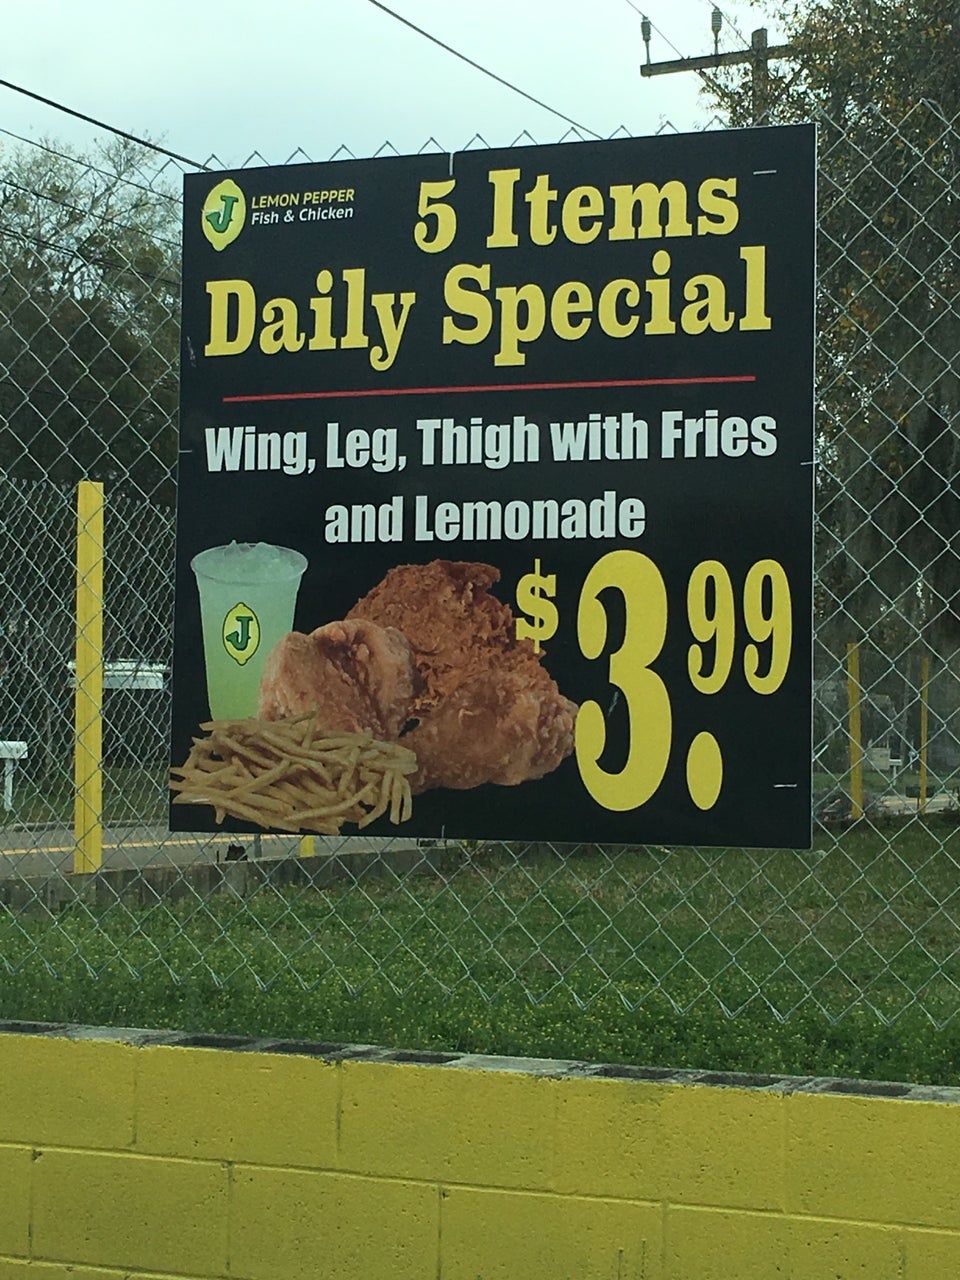 J
LEMON PEPPER
Fish & Chicken
5 Items
Daily Special
Wing, Leg, Thigh with Fries
and Lemonade
J
$3.99